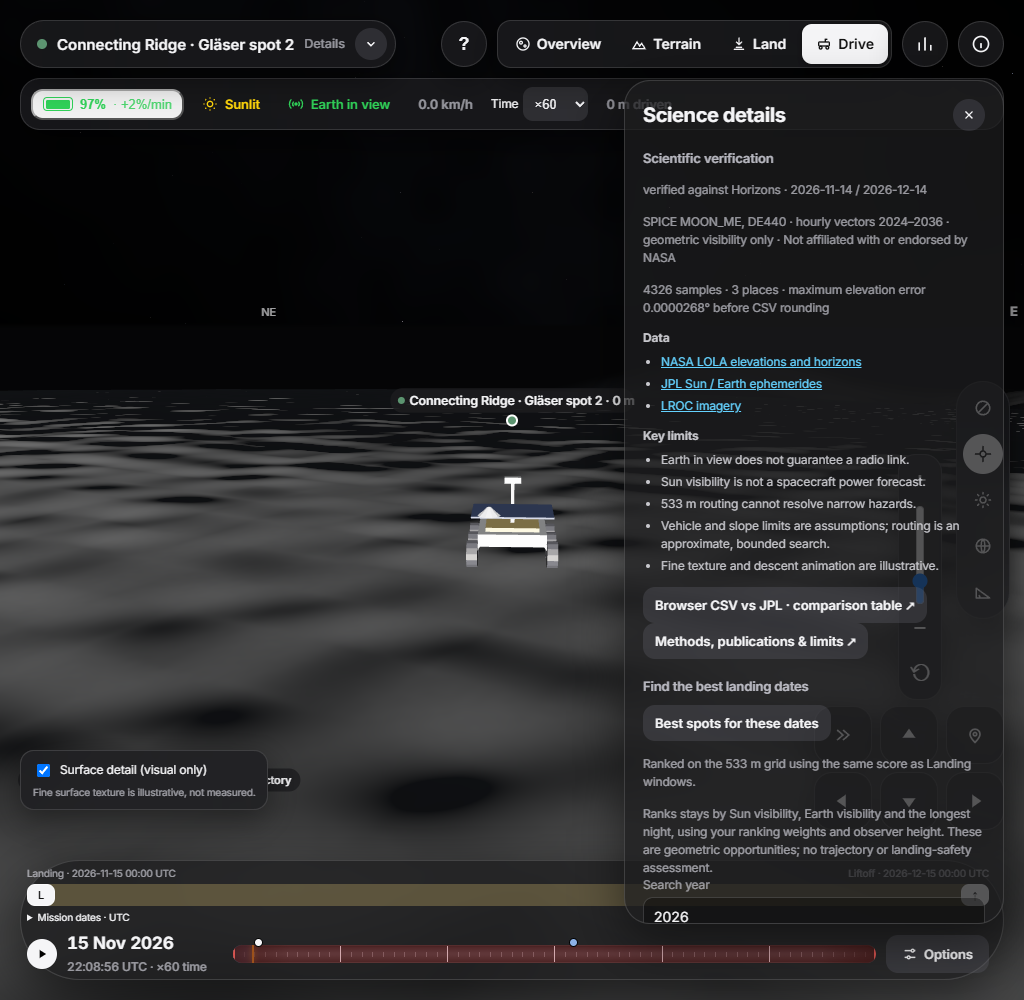 Connecting Ridge · Gläser spot 2 Details
?
Overview
Terrain
Land
Drive
97% · +2%/min
Sunlit
Earth in view
0.0 km/h
Time ×60
0 m driven
Science details
Scientific verification
verified against Horizons · 2026-11-14 / 2026-12-14
SPICE MOON_ME, DE440 · hourly vectors 2024–2036 ·
geometric visibility only · Not affiliated with or endorsed by
NASA
4326 samples · 3 places · maximum elevation error
0.0000268° before CSV rounding
Data
• NASA LOLA elevations and horizons
• JPL Sun / Earth ephemerides
• LROC imagery
Key limits
• Earth in view does not guarantee a radio link.
• Sun visibility is not a spacecraft power forecast.
• 533 m routing cannot resolve narrow hazards.
• Vehicle and slope limits are assumptions; routing is an
approximate, bounded search.
• Fine texture and descent animation are illustrative.
Browser CSV vs JPL · comparison table ↗
Methods, publications & limits ↗
Find the best landing dates
Best spots for these dates
Ranked on the 533 m grid using the same score as Landing
windows.
Ranks stays by Sun visibility, Earth visibility and the longest
night, using your ranking weights and observer height. These
are geometric opportunities; no trajectory or landing-safety
assessment.
Search year
2026
NE
E
Connecting Ridge · Gläser spot 2 · 0 m
Surface detail (visual only)
Fine surface texture is illustrative, not measured.
ctory
Landing · 2026-11-15 00:00 UTC
Liftoff · 2026-12-15 00:00 UTC
L
Mission dates · UTC
15 Nov 2026
22:08:56 UTC · ×60 time
Options